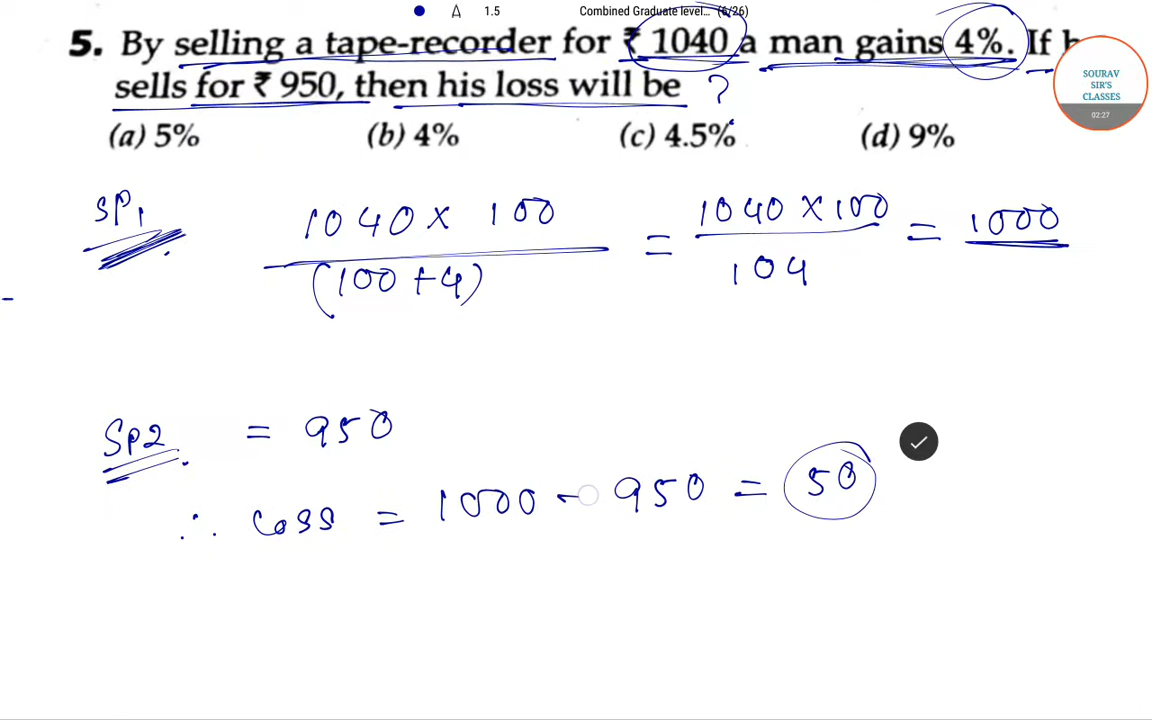 A 1.5 Combined Graduate level... (6/26)
5. By selling a tape-recorder for ₹ 1040 a man gains 4%. If
sells for ₹ 950, then his loss will be ?
SOURAV
SIR'S
CLASSES
02:27
(a) 5% (b) 4% (c) 4.5% (d) 9%
SP1 1040 × 100 / (100 + 4) = 1040 × 100 / 104 = 1000
SP2 = 950
∴ Loss = 1000 - 950 = 50